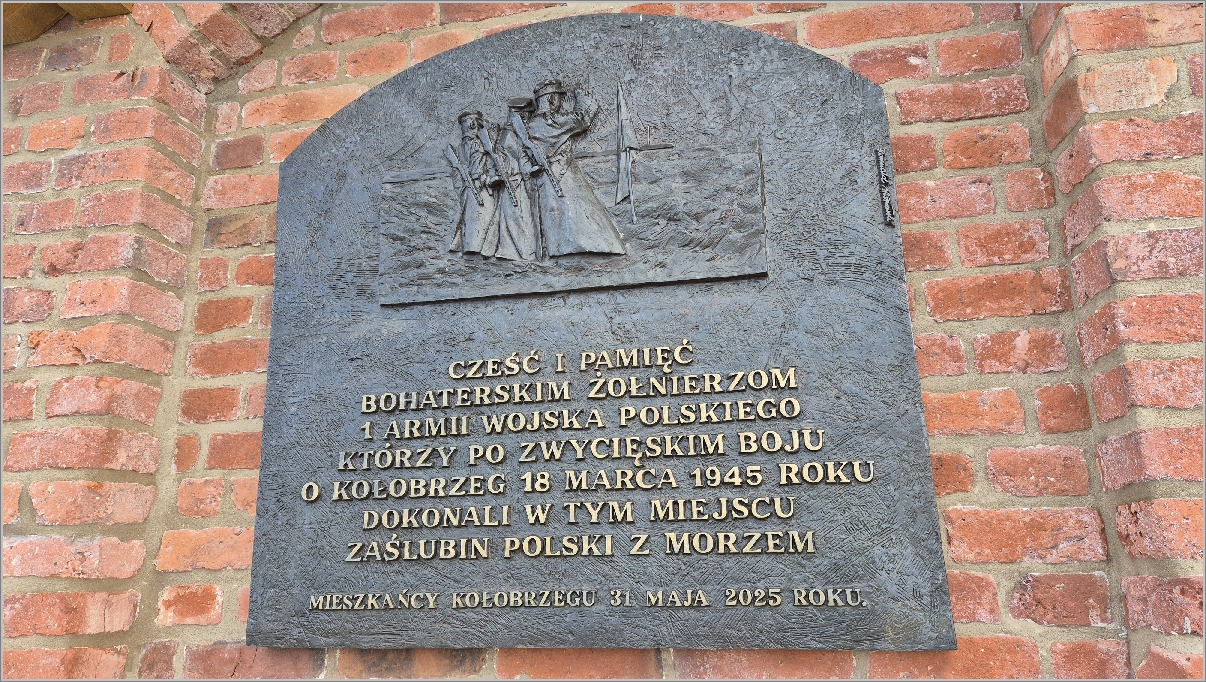 CZEŚĆ I PAMIĘĆ
BOHATERSKIM ŻOŁNIERZOM
1 ARMII WOJSKA POLSKIEGO
KTÓRZY PO ZWYCIĘSKIM BOJU
O KOŁOBRZEG 18 MARCA 1945 ROKU
DOKONALI W TYM MIEJSCU
ZAŚLUBIN POLSKI Z MORZEM
MIESZKAŃCY KOŁOBRZEGU 31 MAJA 2025 ROKU.